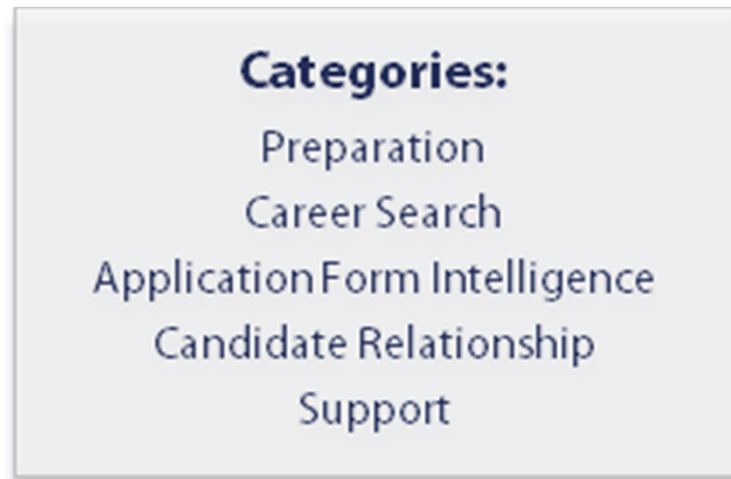 Categories:
Preparation
Career Search
Application Form Intelligence
Candidate Relationship
Support